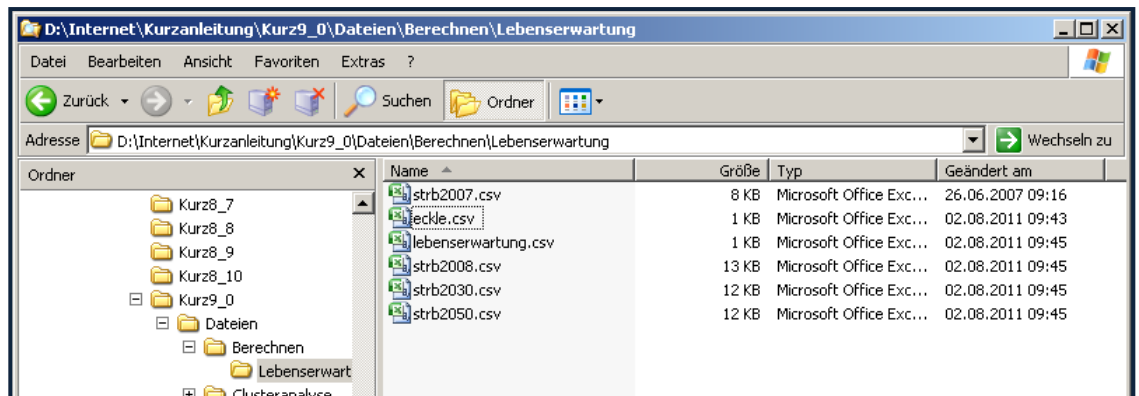 D:\Internet\Kurzanleitung\Kurz9_0\Dateien\Berechnen\Lebenserwartung
Datei Bearbeiten Ansicht Favoriten Extras ?
Zurück Suchen Ordner
Adresse D:\Internet\Kurzanleitung\Kurz9_0\Dateien\Berechnen\Lebenserwartung Wechseln zu
Ordner x Name Größe Typ Geändert am
Kurz8_7
Kurz8_8
Kurz8_9
Kurz8_10
Kurz9_0
Dateien
Berechnen
Lebenserwart
Clusteranalyse
strb2007.csv 8 KB Microsoft Office Exc... 26.06.2007 09:16
eckle.csv 1 KB Microsoft Office Exc... 02.08.2011 09:43
lebenserwartung.csv 1 KB Microsoft Office Exc... 02.08.2011 09:45
strb2008.csv 13 KB Microsoft Office Exc... 02.08.2011 09:45
strb2030.csv 12 KB Microsoft Office Exc... 02.08.2011 09:45
strb2050.csv 12 KB Microsoft Office Exc... 02.08.2011 09:45